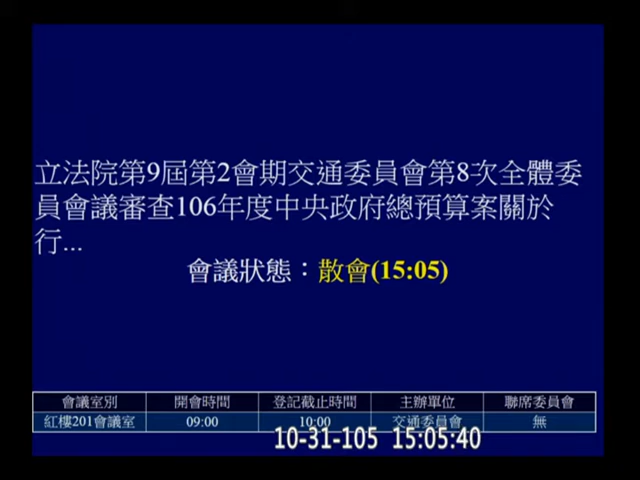 立法院第9屆第2會期交通委員會第8次全體委
員會議審查106年度中央政府總預算案關於
行...
會議狀態：散會(15:05)
會議室別 開會時間 登記截止時間 主辦單位 聯席委員會
紅樓201會議室 09:00 10:00 交通委員會 無
10-31-105 15:05:40